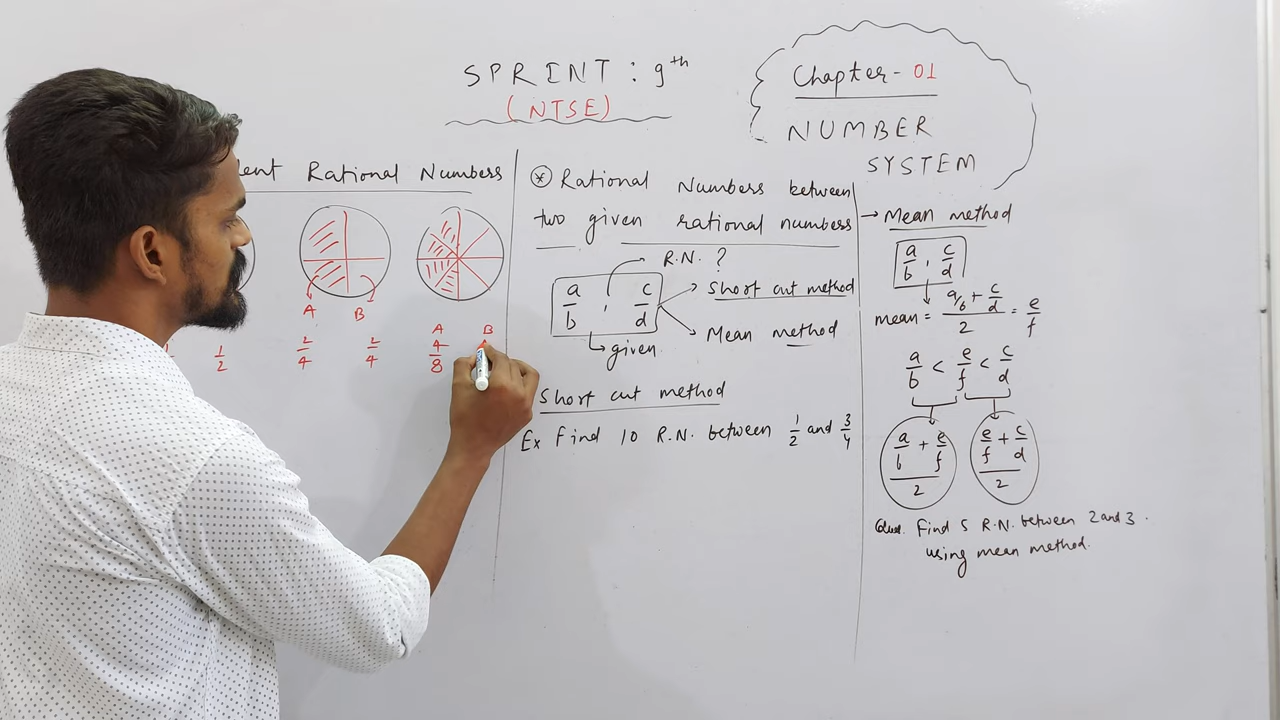 SPRINT : 9th
(NTSE)
Chapter- 01
NUMBER
SYSTEM
Rational Numbers
A B
1/2
2/4 2/4
A B
4/8
* Rational Numbers between
two given rational numbers
R.N. ?
a/b , c/d
given
→ Short cut method
→ Mean method
Short cut method
Ex Find 10 R.N. between 1/2 and 3/4
→ Mean method
a/b , c/d
mean = (a/b + c/d)/2 = e/f
a/b < e/f < c/d
(a/b + e/f)/2 (e/f + c/d)/2
Ques. Find 5 R.N. between 2 and 3.
using mean method.